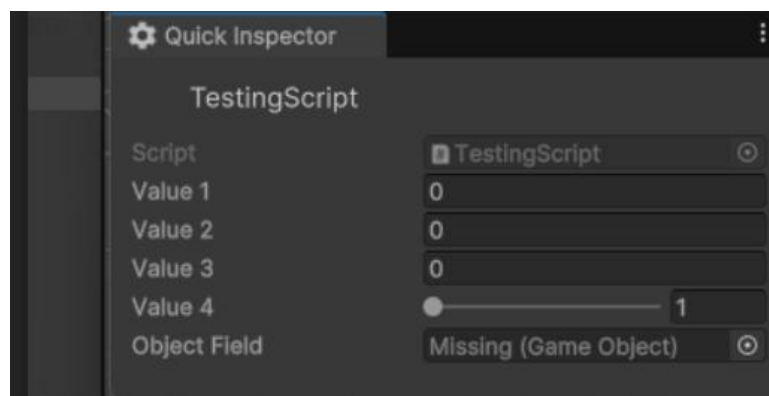 Quick Inspector
TestingScript
Script TestingScript
Value 1 0
Value 2 0
Value 3 0
Value 4 1
Object Field Missing (Game Object)